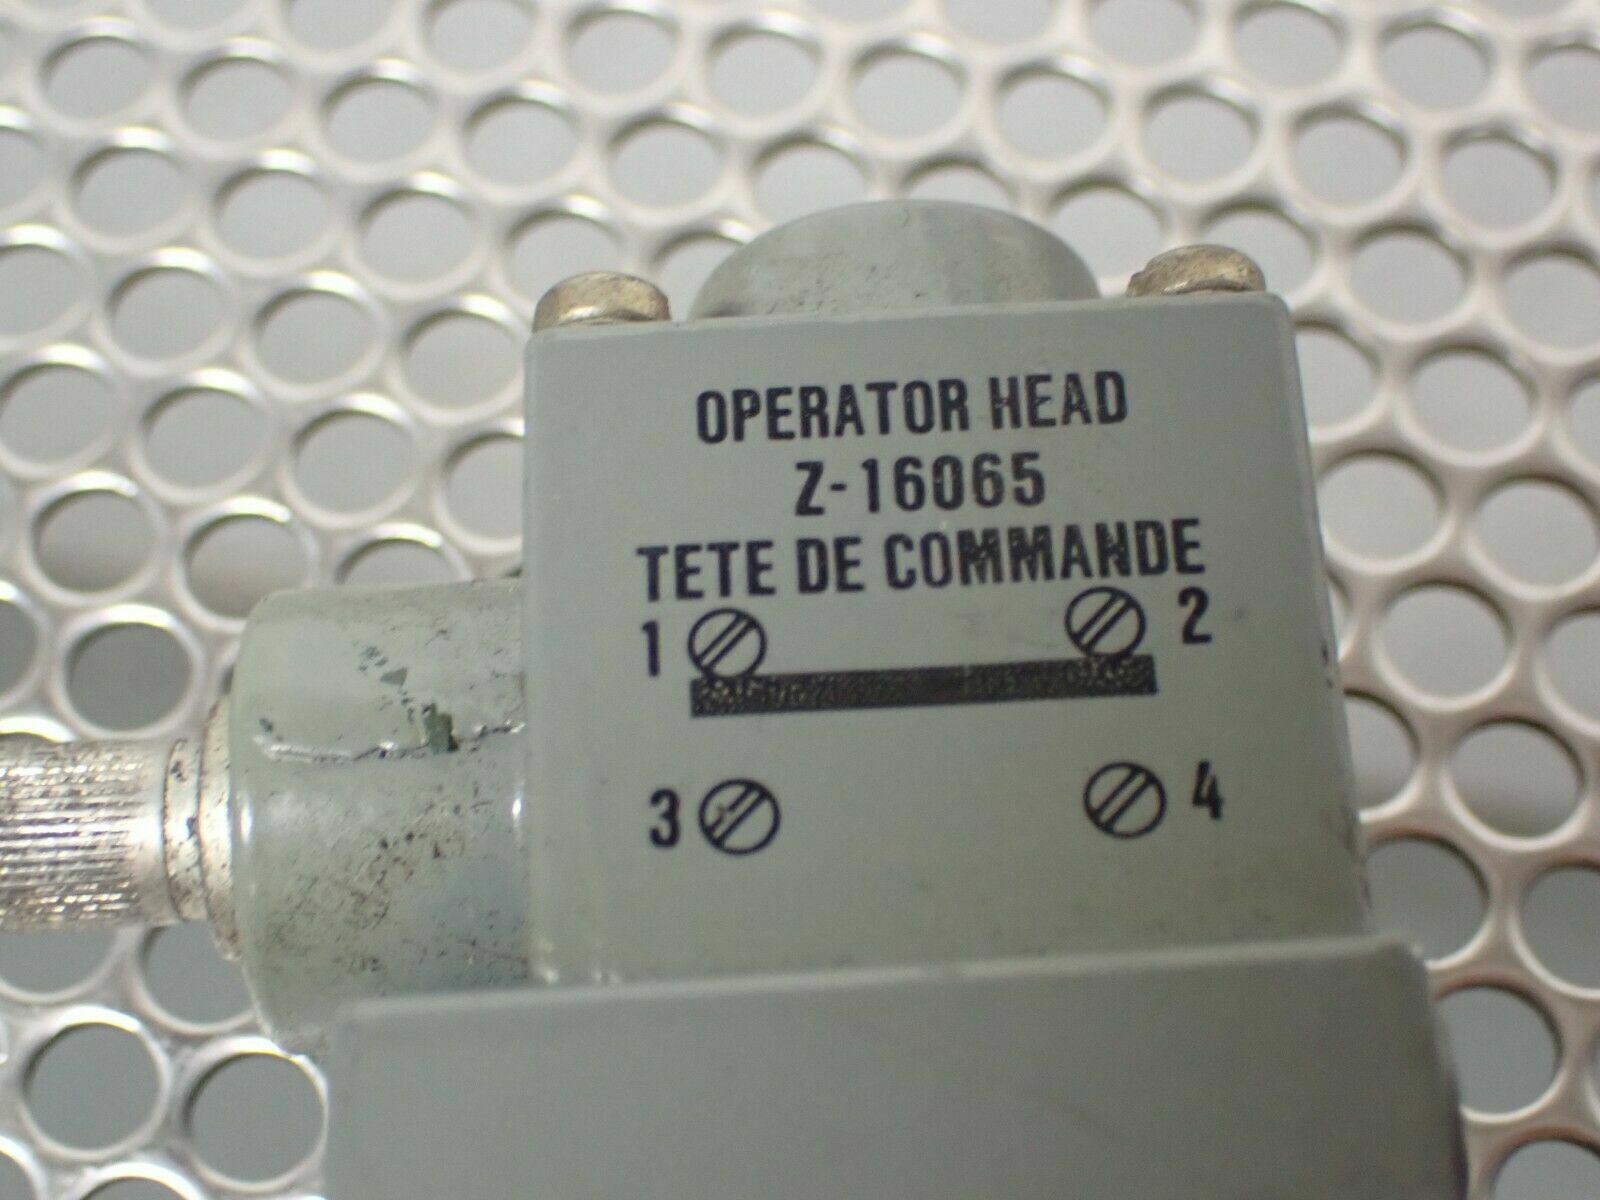 OPERATOR HEAD
Z-16065
TETE DE COMMANDE
1 2
3 4